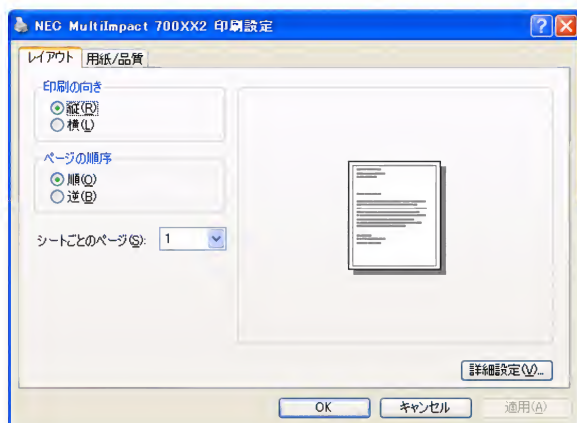 NEC MultiImpact 700XX2 印刷設定
レイアウト 用紙/品質
印刷の向き
縦(R)
横(L)
ページの順序
順(O)
逆(B)
シートごとのページ(S): 1
詳細設定(V)...
OK キャンセル 適用(A)